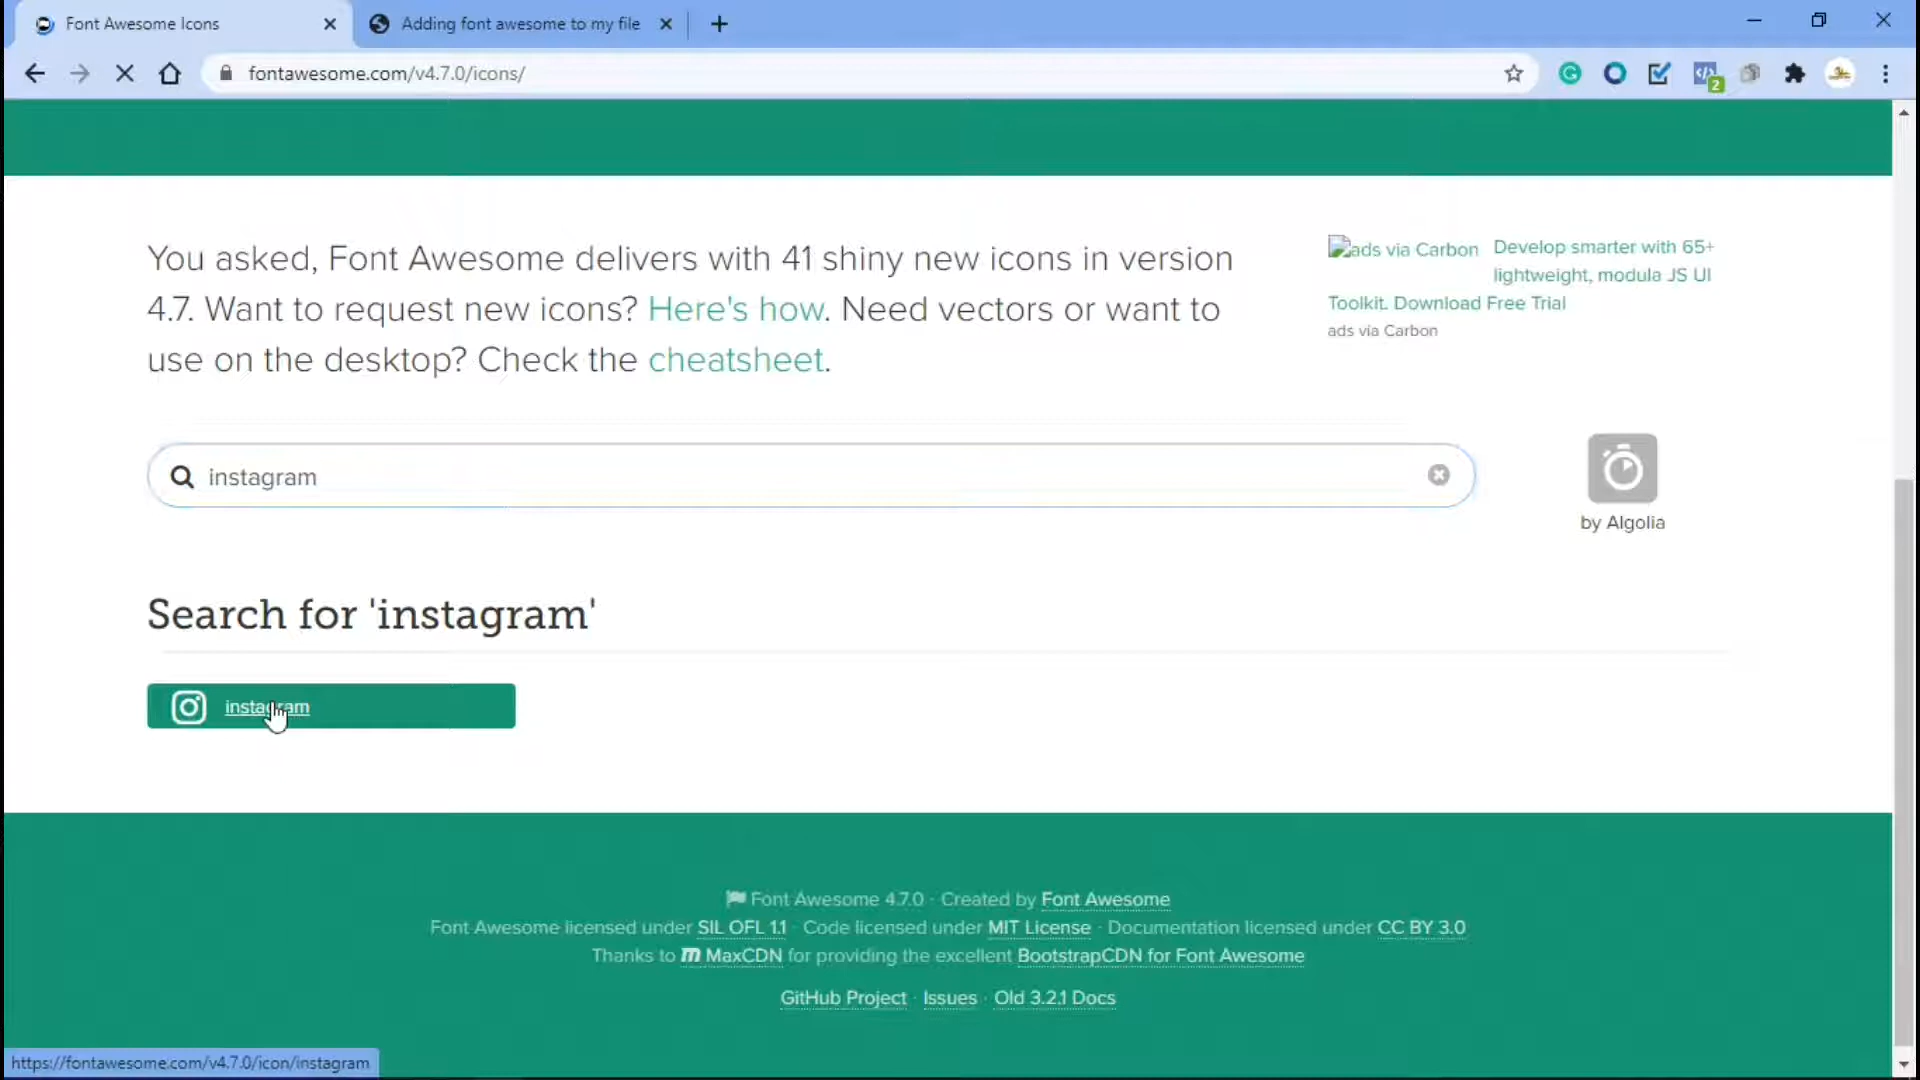 Font Awesome Icons
Adding font awesome to my file
fontawesome.com/v4.7.0/icons/
2
You asked, Font Awesome delivers with 41 shiny new icons in version
4.7. Want to request new icons? Here's how. Need vectors or want to
use on the desktop? Check the cheatsheet.
ads via Carbon
Develop smarter with 65+
lightweight, modula JS UI
Toolkit. Download Free Trial
ads via Carbon
instagram
by Algolia
Search for 'instagram'
instagram
Font Awesome 4.7.0 · Created by Font Awesome
Font Awesome licensed under SIL OFL 1.1 · Code licensed under MIT License · Documentation licensed under CC BY 3.0
Thanks to MaxCDN for providing the excellent BootstrapCDN for Font Awesome
GitHub Project · Issues · Old 3.2.1 Docs
https://fontawesome.com/v4.7.0/icon/instagram